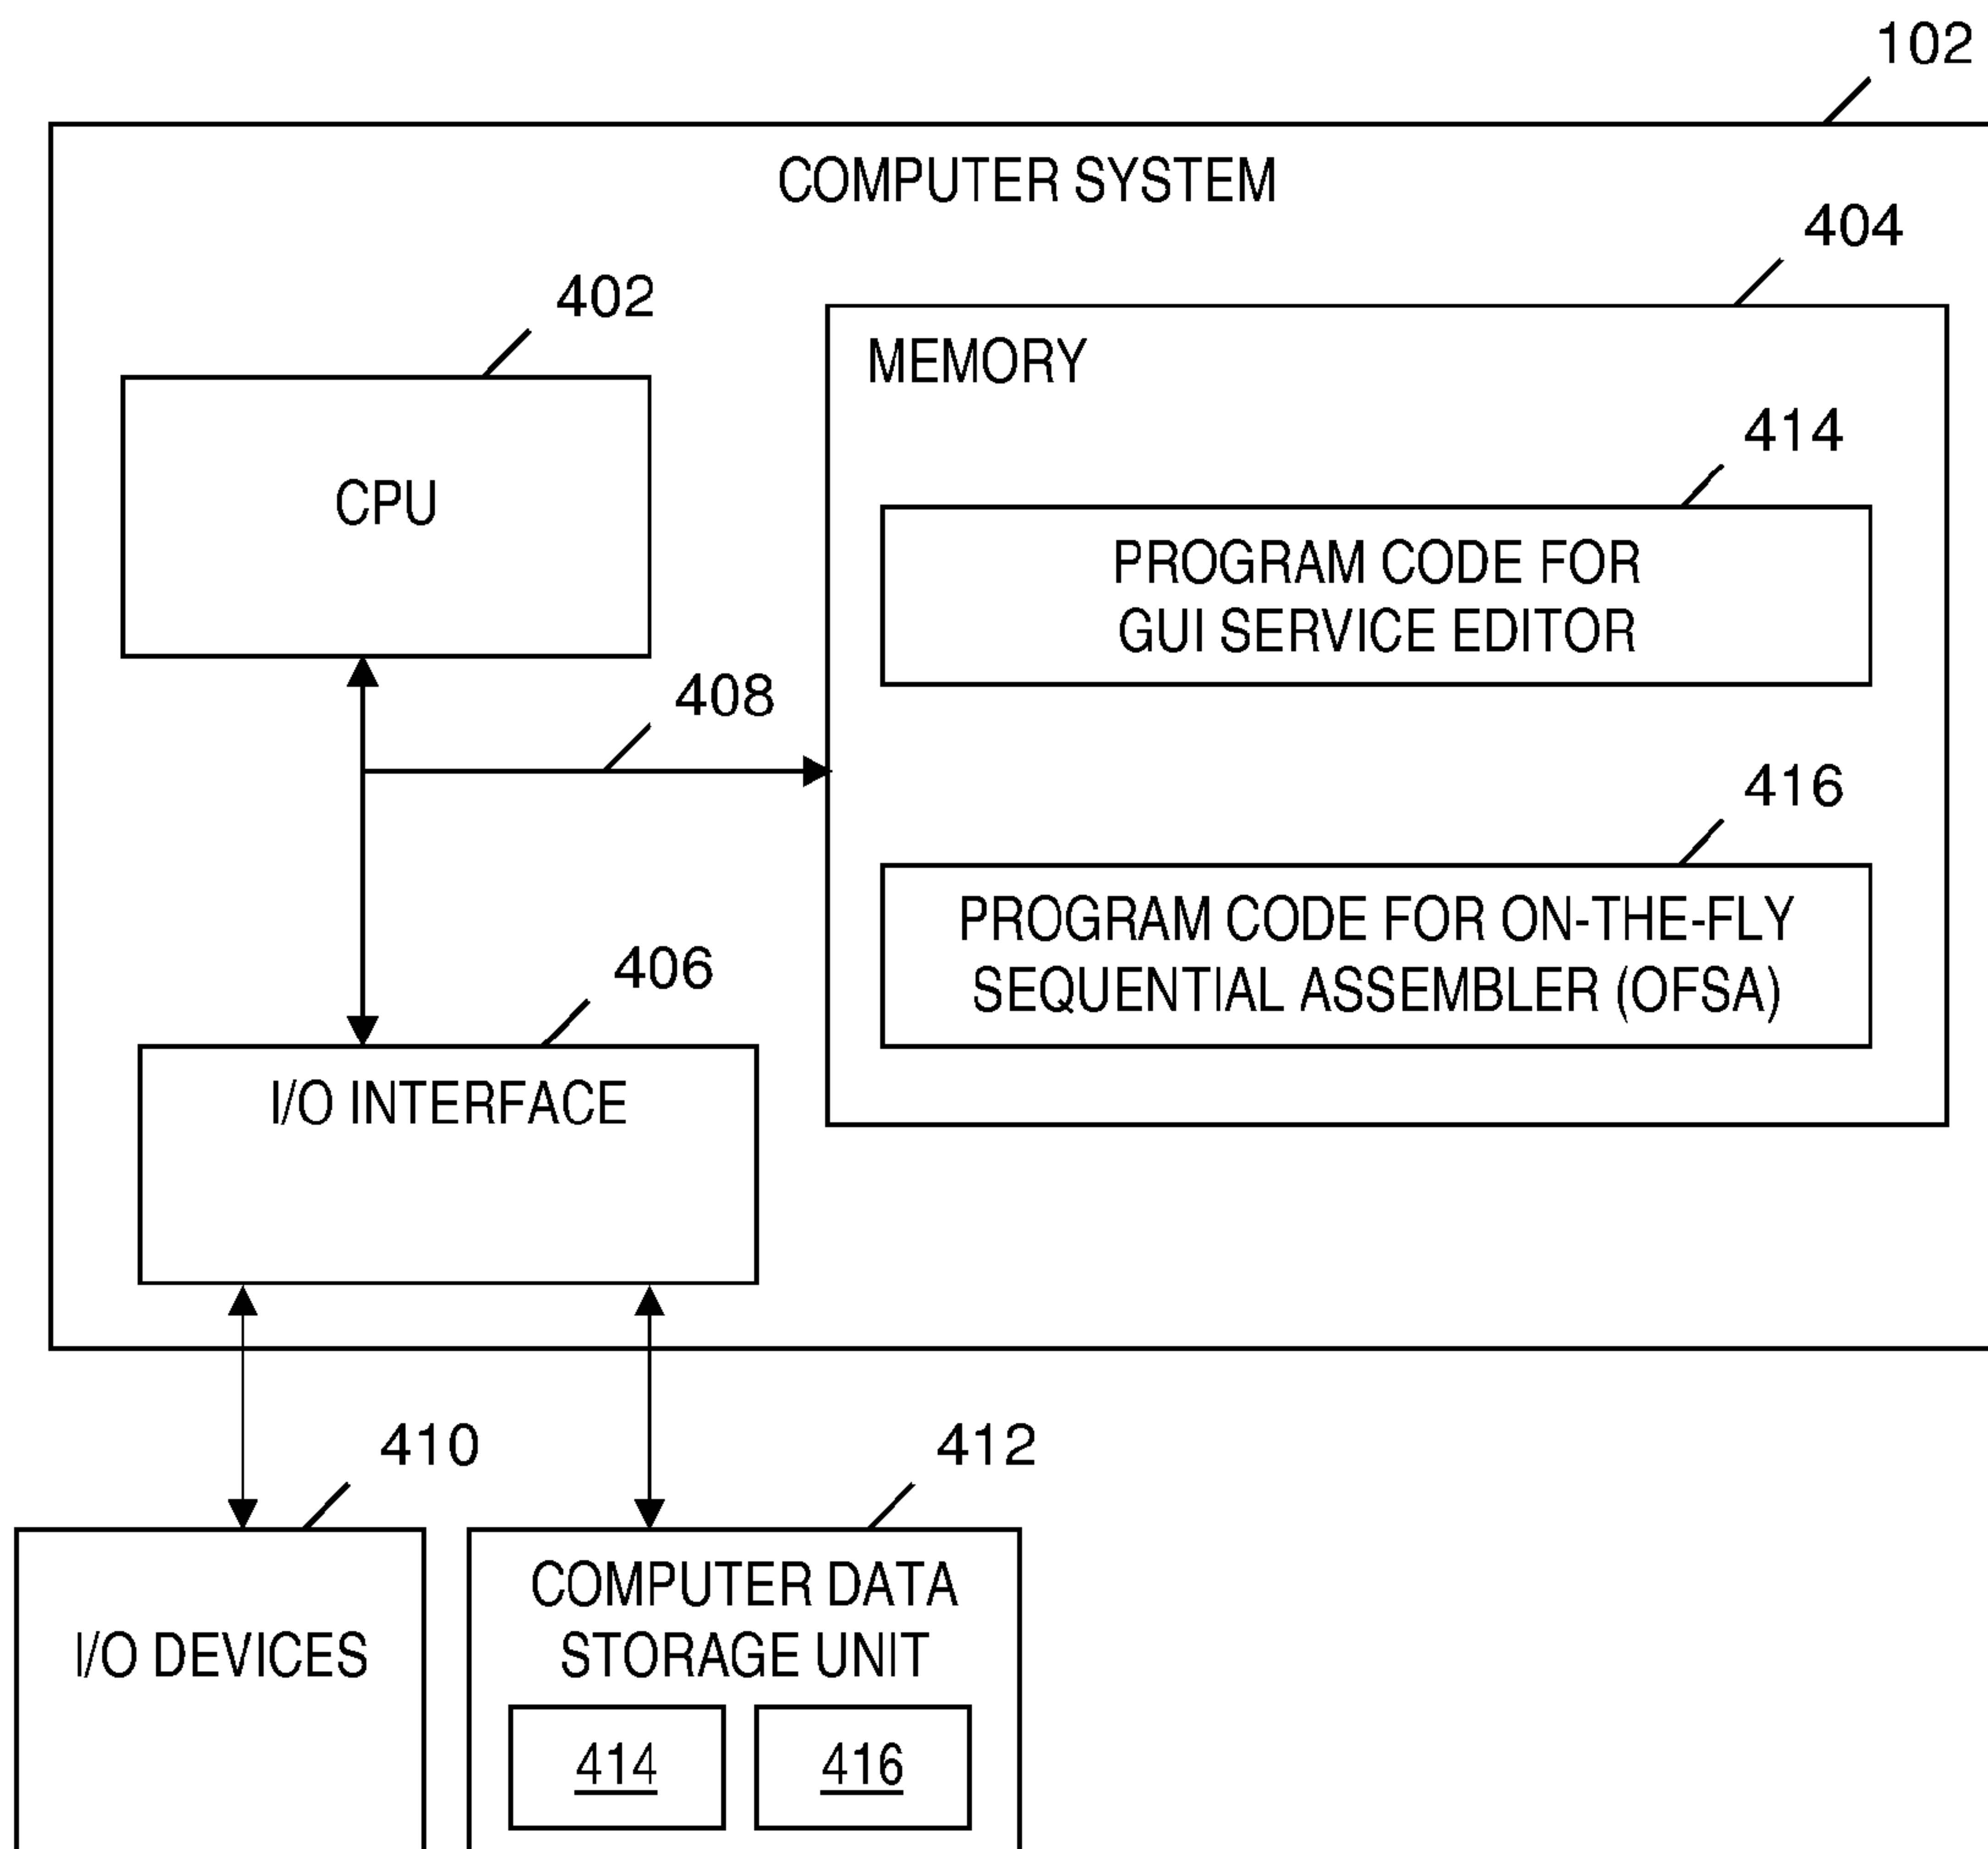 102
COMPUTER SYSTEM
404
402
MEMORY
414
CPU
PROGRAM CODE FOR
GUI SERVICE EDITOR
408
416
PROGRAM CODE FOR ON-THE-FLY
SEQUENTIAL ASSEMBLER (OFSA)
406
I/O INTERFACE
410
412
COMPUTER DATA
STORAGE UNIT
I/O DEVICES
414
416